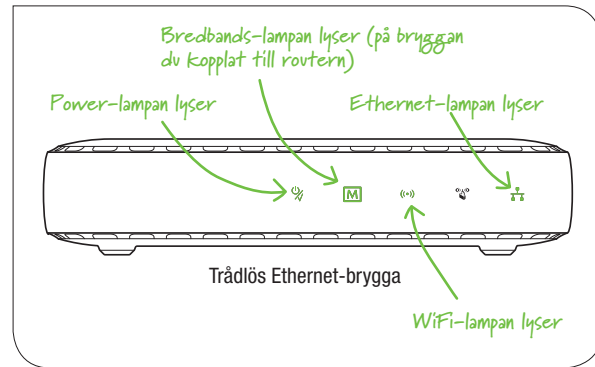 Bredbands-lampan lyser (på bryggan
du kopplat till routern)
Power-lampan lyser
Ethernet-lampan lyser
M
Trådlös Ethernet-brygga
WiFi-lampan lyser